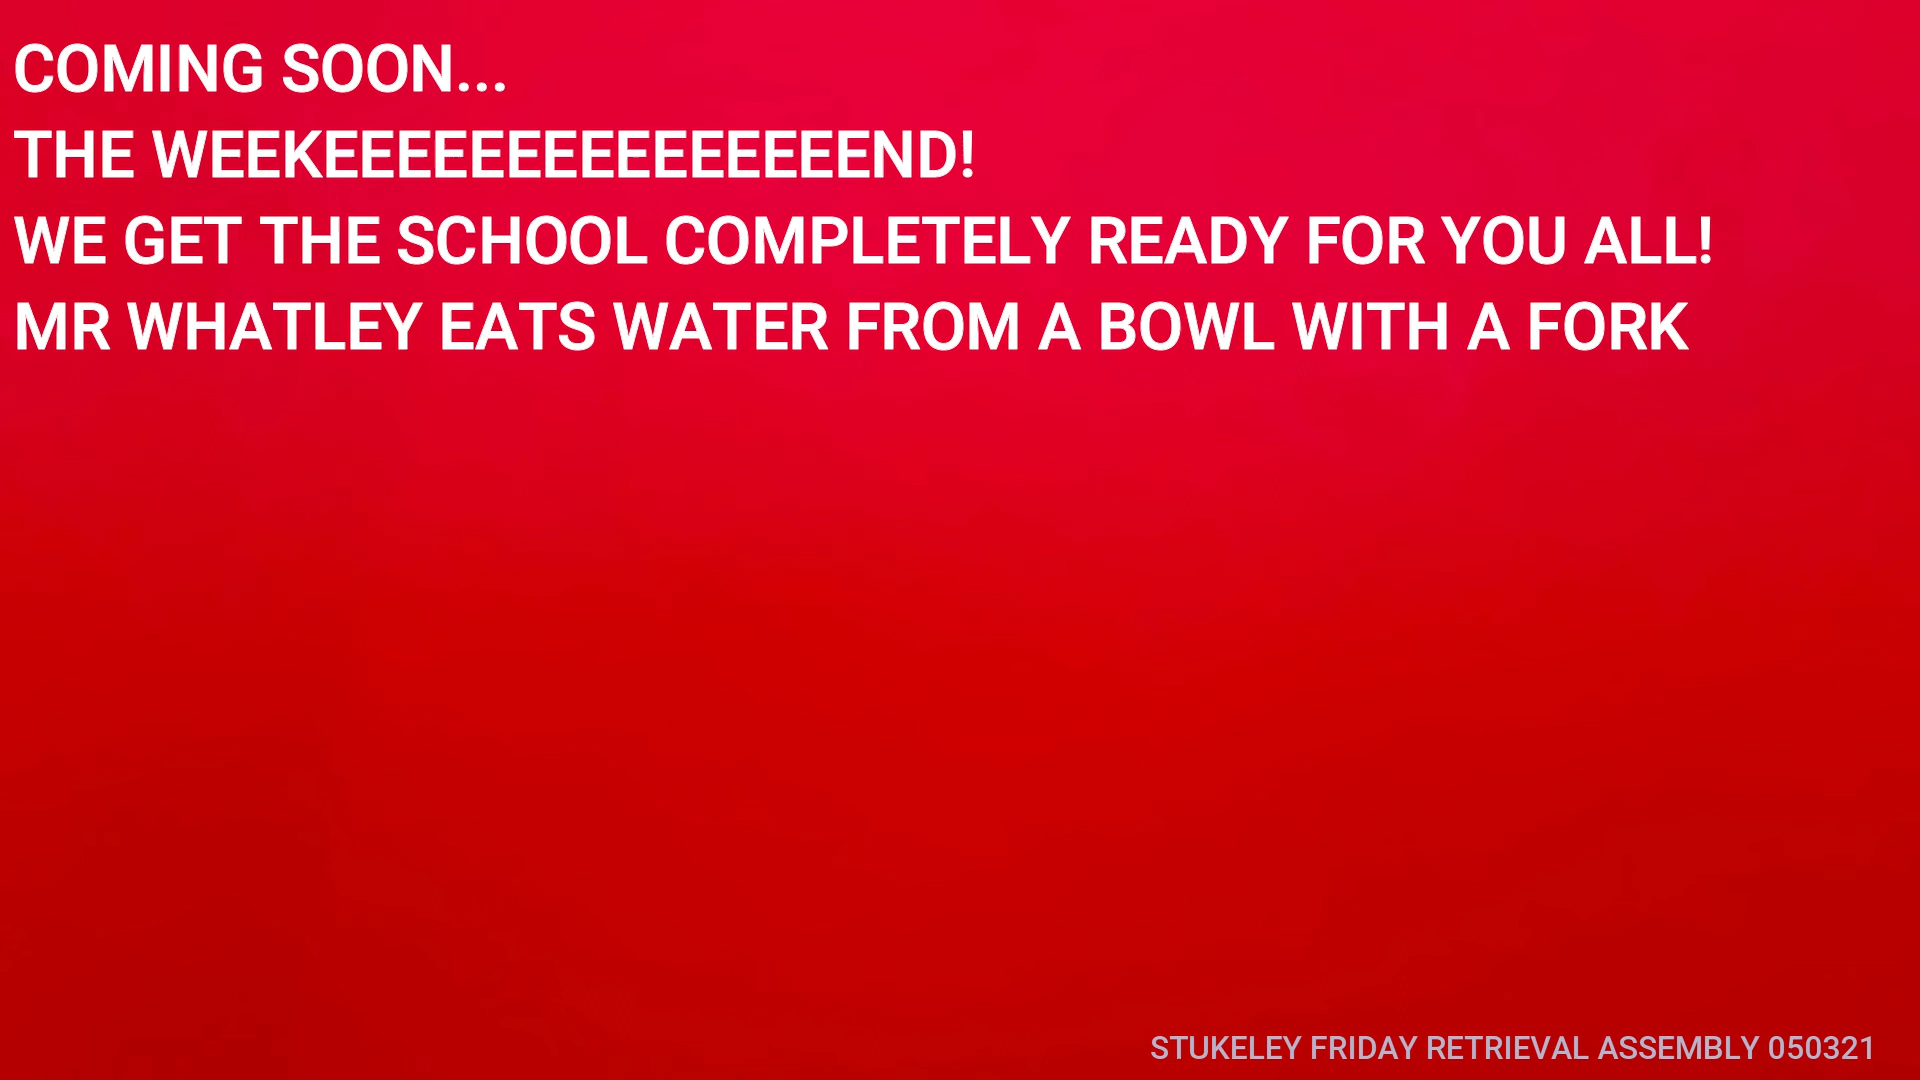 COMING SOON...
THE WEEKEEEEEEEEEEEEEEEND!
WE GET THE SCHOOL COMPLETELY READY FOR YOU ALL!
MR WHATLEY EATS WATER FROM A BOWL WITH A FORK
STUKELEY FRIDAY RETRIEVAL ASSEMBLY 050321